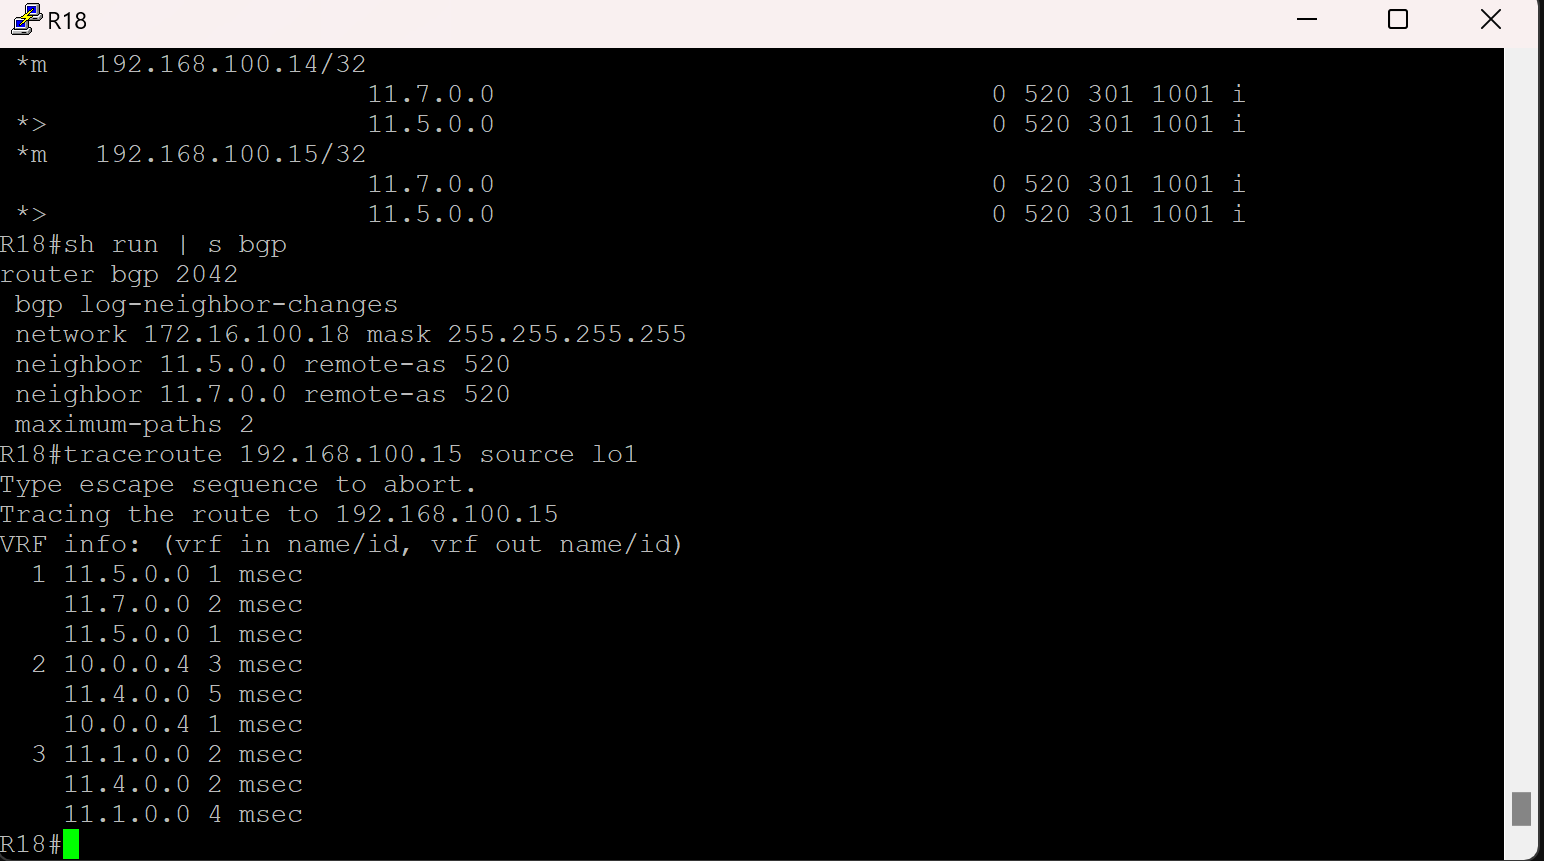 R18
*m   192.168.100.14/32
                       11.7.0.0                               0 520 301 1001 i
 *>                    11.5.0.0                               0 520 301 1001 i
 *m   192.168.100.15/32
                       11.7.0.0                               0 520 301 1001 i
 *>                    11.5.0.0                               0 520 301 1001 i
R18#sh run | s bgp
router bgp 2042
 bgp log-neighbor-changes
 network 172.16.100.18 mask 255.255.255.255
 neighbor 11.5.0.0 remote-as 520
 neighbor 11.7.0.0 remote-as 520
 maximum-paths 2
R18#traceroute 192.168.100.15 source lo1
Type escape sequence to abort.
Tracing the route to 192.168.100.15
VRF info: (vrf in name/id, vrf out name/id)
  1 11.5.0.0 1 msec
    11.7.0.0 2 msec
    11.5.0.0 1 msec
  2 10.0.0.4 3 msec
    11.4.0.0 5 msec
    10.0.0.4 1 msec
  3 11.1.0.0 2 msec
    11.4.0.0 2 msec
    11.1.0.0 4 msec
R18#